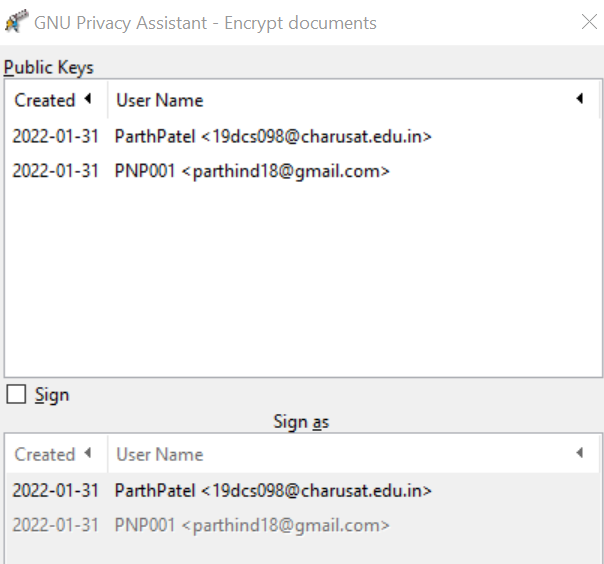 GNU Privacy Assistant - Encrypt documents
Public Keys
Created User Name
2022-01-31 ParthPatel <19dcs098@charusat.edu.in>
2022-01-31 PNP001 <parthind18@gmail.com>
Sign
Sign as
Created User Name
2022-01-31 ParthPatel <19dcs098@charusat.edu.in>
2022-01-31 PNP001 <parthind18@gmail.com>